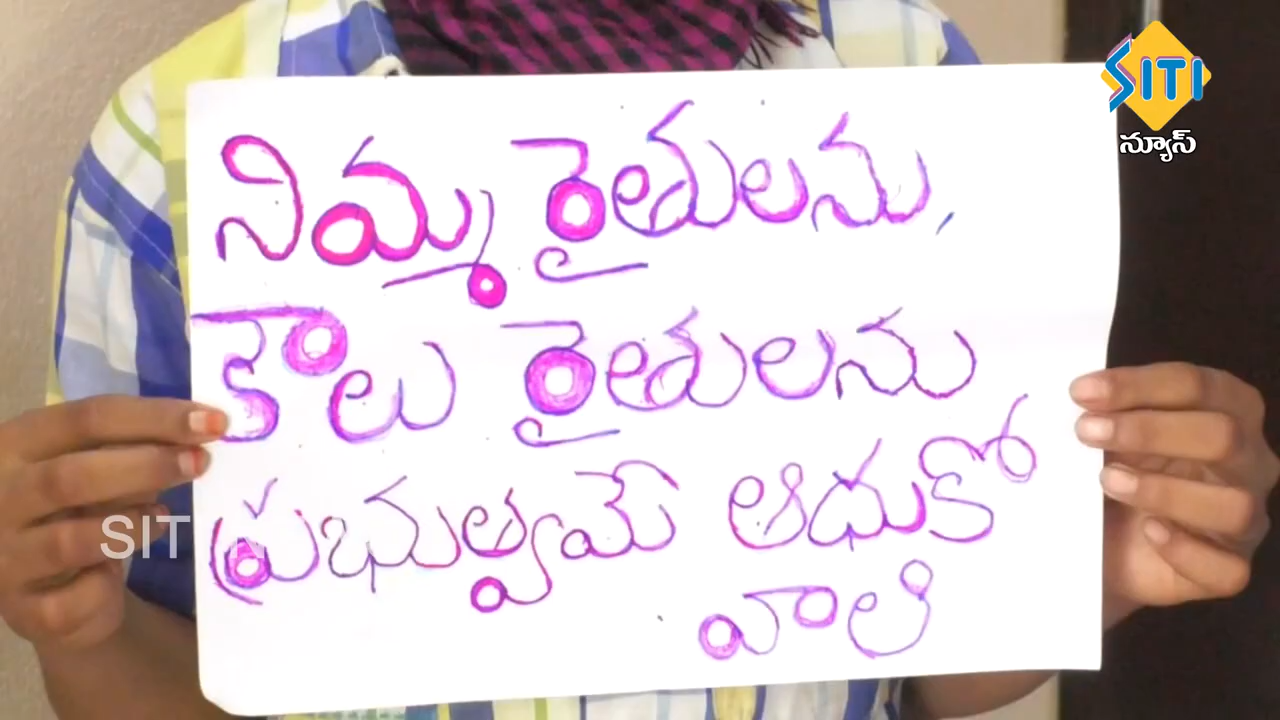 SITI
న్యూస్
నిమ్మ రైతులను,
కౌలు రైతులను
ప్రభుత్వమే ఆదుకో
వాలి
SIT N